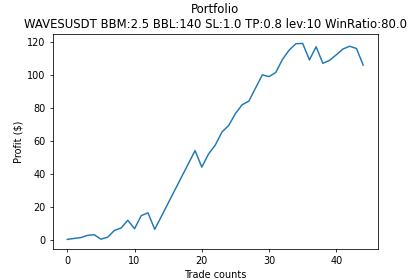 Portfolio
WAVESUSDT BBM:2.5 BBL:140 SL:1.0 TP:0.8 lev:10 WinRatio:80.0
120
100
80
60
40
20
0
Profit ($)
0 10 20 30 40
Trade counts